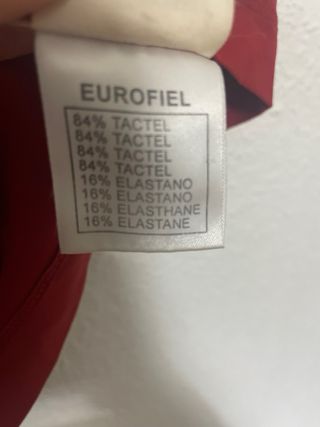 EUROFIEL
84% TACTEL
84% TACTEL
84% TACTEL
84% TACTEL
16% ELASTANO
16% ELASTANO
16% ELASTHANE
16% ELASTANE